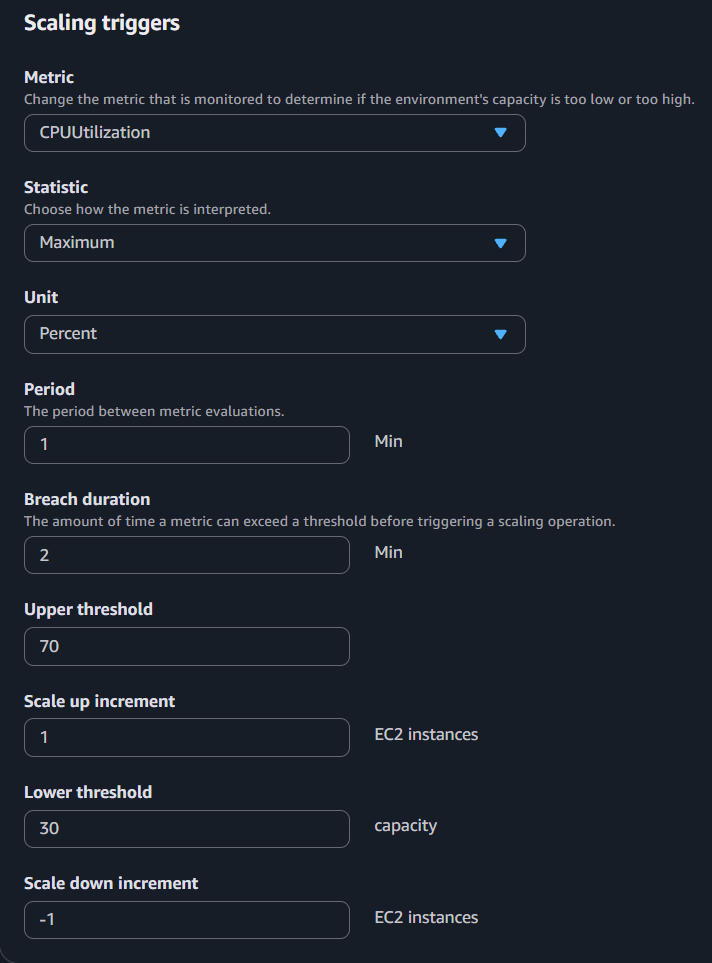 Scaling triggers
Metric
Change the metric that is monitored to determine if the environment's capacity is too low or too high.
CPUUtilization
Statistic
Choose how the metric is interpreted.
Maximum
Unit
Percent
Period
The period between metric evaluations.
1 Min
Breach duration
The amount of time a metric can exceed a threshold before triggering a scaling operation.
2 Min
Upper threshold
70
Scale up increment
1 EC2 instances
Lower threshold
30 capacity
Scale down increment
-1 EC2 instances